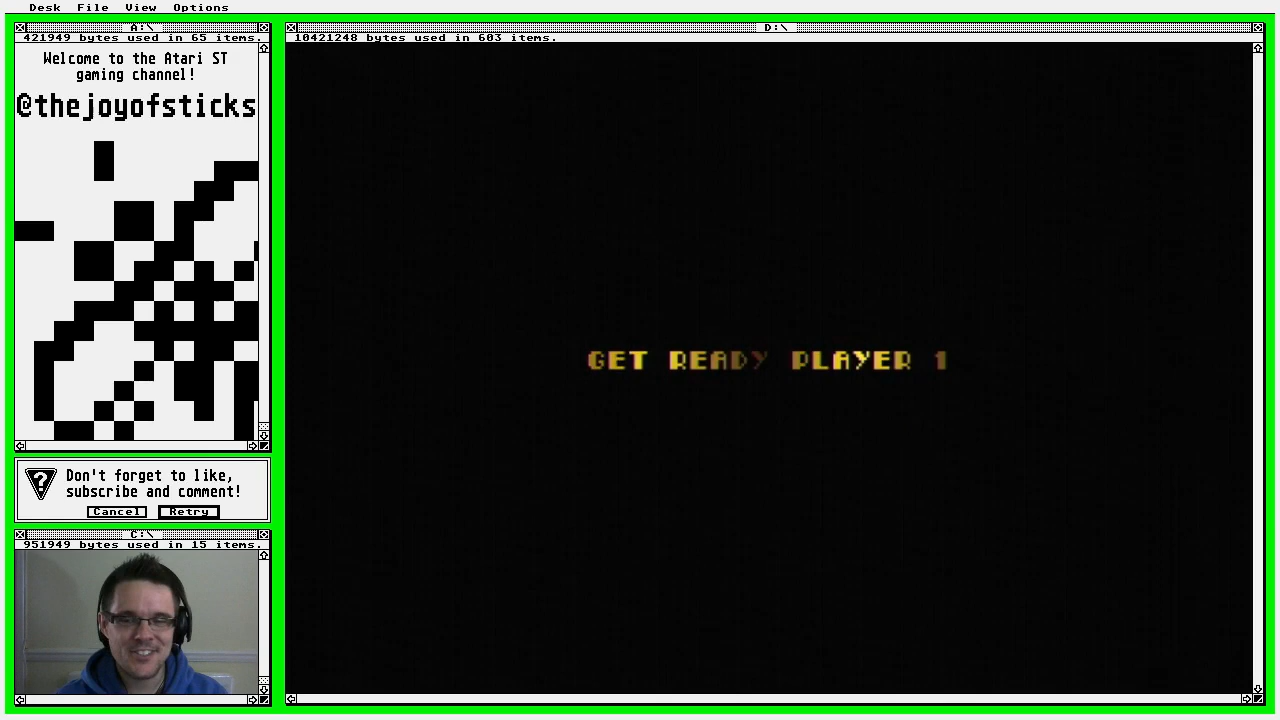 Desk File View Options
A:\
421949 bytes used in 65 items.
Welcome to the Atari ST
gaming channel!
@thejoyofsticks
Don't forget to like,
subscribe and comment!
Cancel Retry
C:\
951949 bytes used in 15 items.
D:\
10421248 bytes used in 603 items.
GET READY PLAYER 1